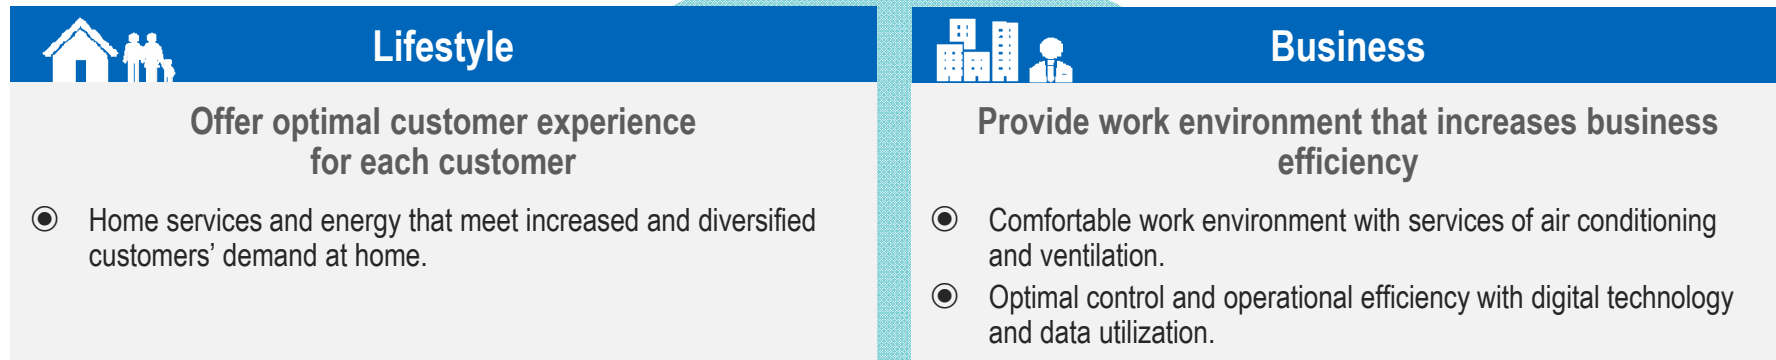 Lifestyle
Offer optimal customer experience
for each customer
◉ Home services and energy that meet increased and diversified
customers’ demand at home.
Business
Provide work environment that increases business
efficiency
◉ Comfortable work environment with services of air conditioning
and ventilation.
◉ Optimal control and operational efficiency with digital technology
and data utilization.